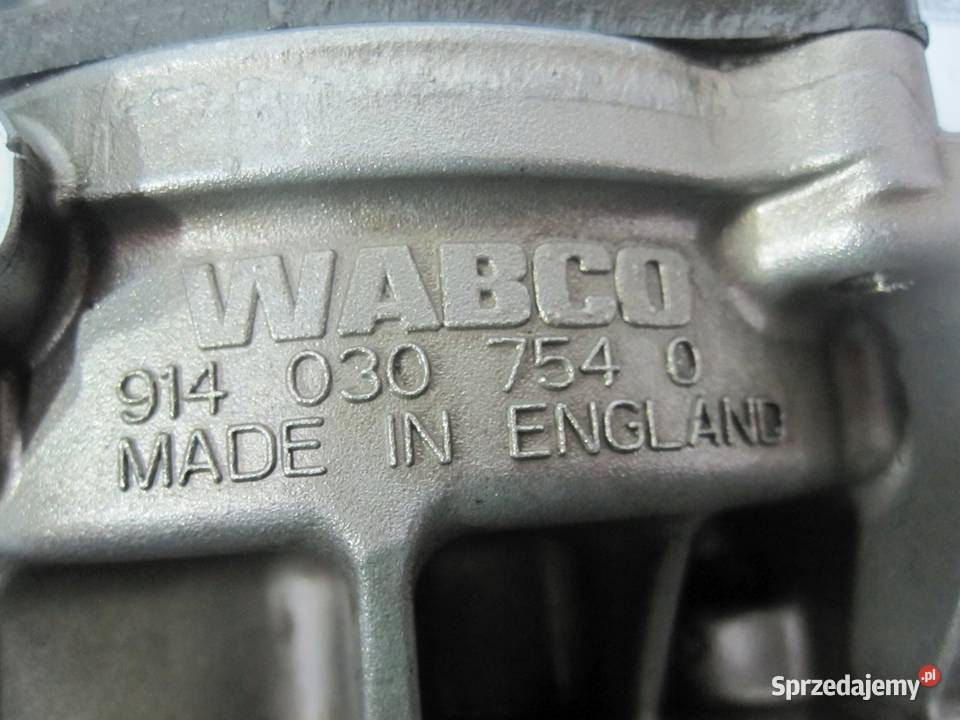 WABCO
914 030 754 0
MADE IN ENGLAND
Sprzedajemy.pl